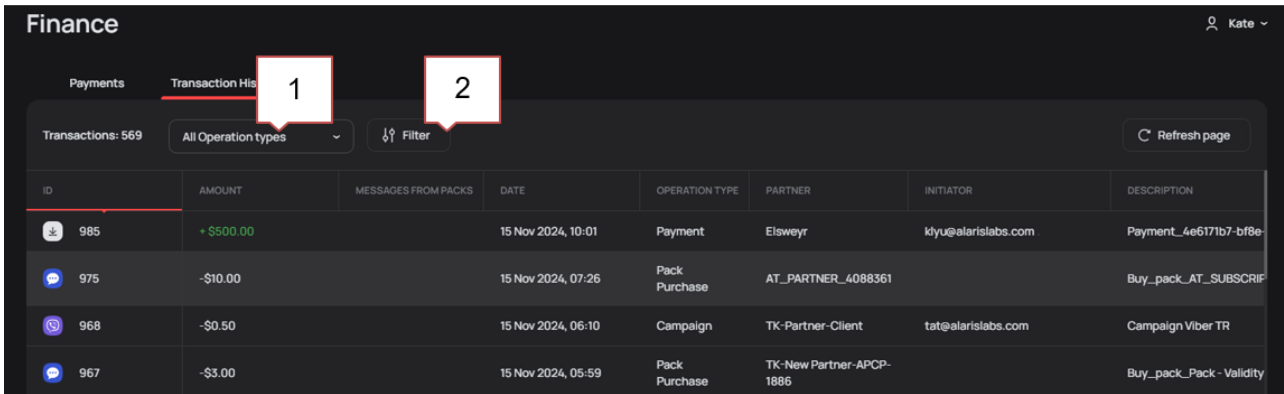 Finance
Kate
Payments
Transaction His
1
2
Transactions: 569
All Operation types
Filter
Refresh page
ID AMOUNT MESSAGES FROM PACKS DATE OPERATION TYPE PARTNER INITIATOR DESCRIPTION
985 + $500.00 15 Nov 2024, 10:01 Payment Elsweyr klyu@alarislabs.com Payment_4e6171b7-bf8e-
975 -$10.00 15 Nov 2024, 07:26 Pack Purchase AT_PARTNER_4088361 Buy_pack_AT_SUBSCRIP
968 -$0.50 15 Nov 2024, 06:10 Campaign TK-Partner-Client tat@alarislabs.com Campaign Viber TR
967 -$3.00 15 Nov 2024, 05:59 Pack Purchase TK-New Partner-APCP-1886 Buy_pack_Pack - Validity